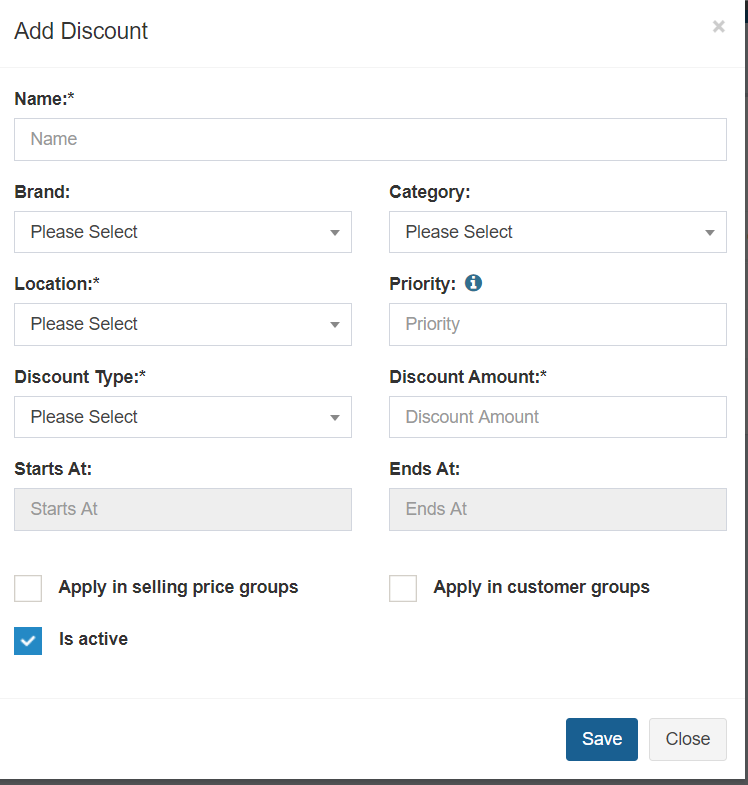 Add Discount ×
Name:*
Name
Brand: Category:
Please Select Please Select
Location:* Priority: i
Please Select Priority
Discount Type:* Discount Amount:*
Please Select Discount Amount
Starts At: Ends At:
Starts At Ends At
Apply in selling price groups Apply in customer groups
Is active
Save Close